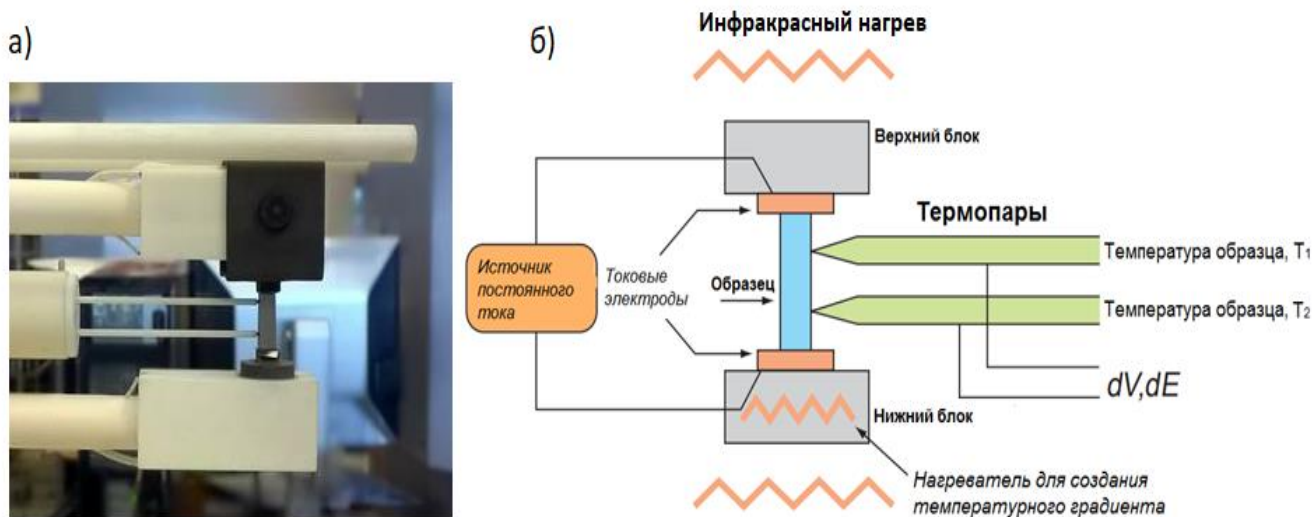 а)
б)
Инфракрасный нагрев
Верхний блок
Термопары
Температура образца, T1
Источник
постоянного
тока
Токовые
электроды
Образец
Температура образца, T2
dV,dE
Нижний блок
Нагреватель для создания
температурного градиента